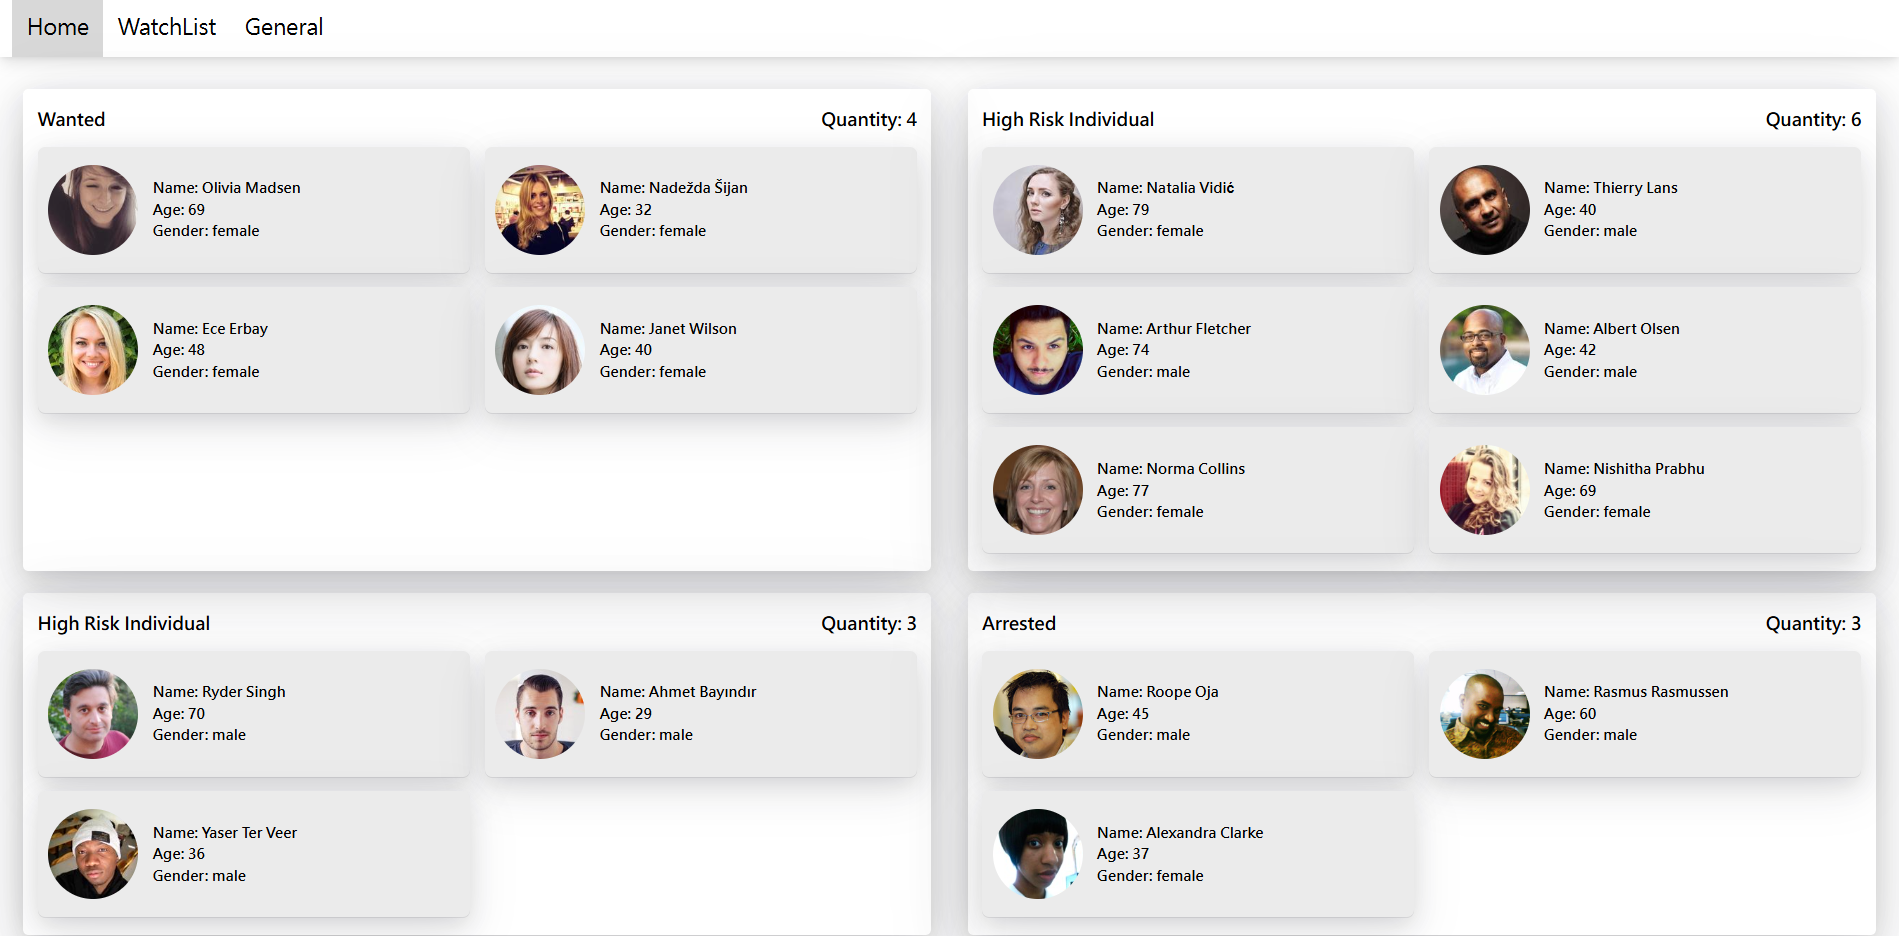 Home WatchList General
Wanted Quantity: 4
Name: Olivia Madsen
Age: 69
Gender: female
Name: Nadežda Šijan
Age: 32
Gender: female
Name: Ece Erbay
Age: 48
Gender: female
Name: Janet Wilson
Age: 40
Gender: female
High Risk Individual Quantity: 6
Name: Natalia Vidić
Age: 79
Gender: female
Name: Thierry Lans
Age: 40
Gender: male
Name: Arthur Fletcher
Age: 74
Gender: male
Name: Albert Olsen
Age: 42
Gender: male
Name: Norma Collins
Age: 77
Gender: female
Name: Nishitha Prabhu
Age: 69
Gender: female
High Risk Individual Quantity: 3
Name: Ryder Singh
Age: 70
Gender: male
Name: Ahmet Bayındır
Age: 29
Gender: male
Name: Yaser Ter Veer
Age: 36
Gender: male
Arrested Quantity: 3
Name: Roope Oja
Age: 45
Gender: male
Name: Rasmus Rasmussen
Age: 60
Gender: male
Name: Alexandra Clarke
Age: 37
Gender: female